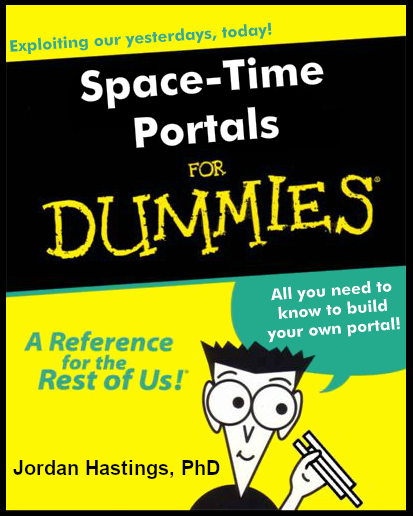 Exploiting our yesterdays, today!
Space-Time
Portals
FOR
DUMMIES®
All you need to
know to build
your own portal!
A Reference
for the
Rest of Us!®
Jordan Hastings, PhD